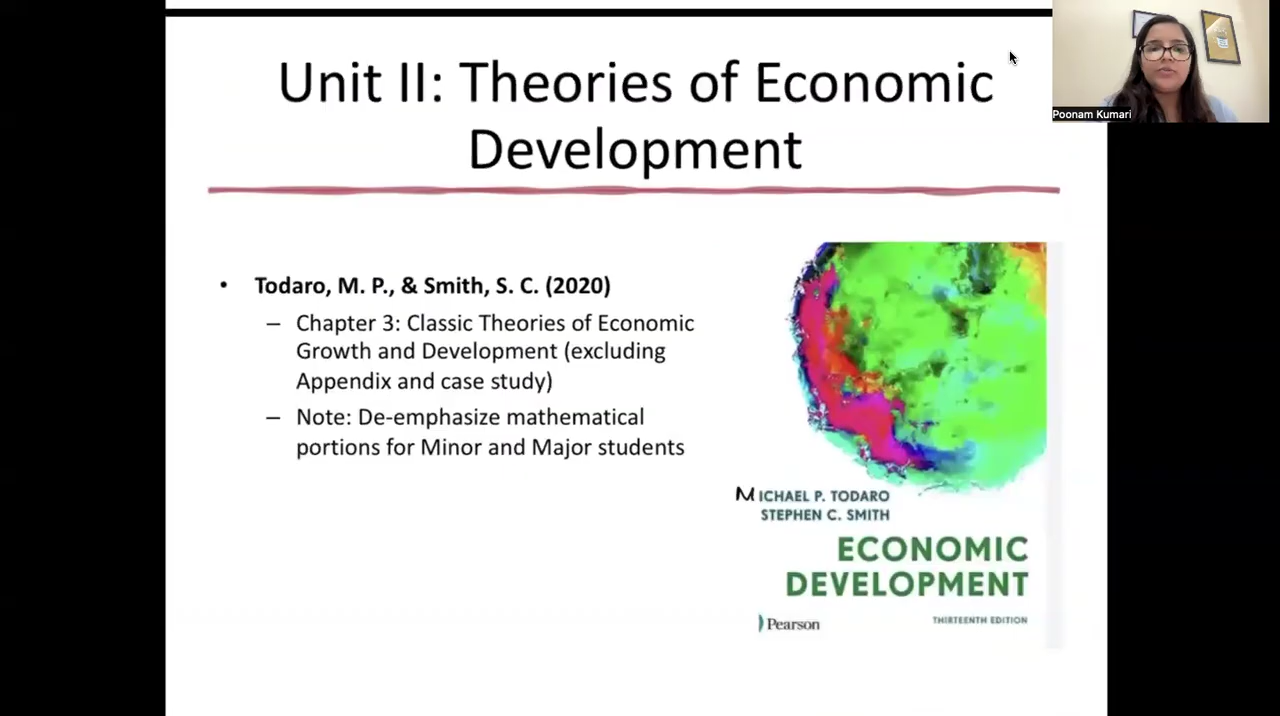 Unit II: Theories of Economic
Development
Poonam Kumari
• Todaro, M. P., & Smith, S. C. (2020)
– Chapter 3: Classic Theories of Economic
Growth and Development (excluding
Appendix and case study)
– Note: De-emphasize mathematical
portions for Minor and Major students
MICHAEL P. TODARO
STEPHEN C. SMITH
ECONOMIC
DEVELOPMENT
Pearson
THIRTEENTH EDITION